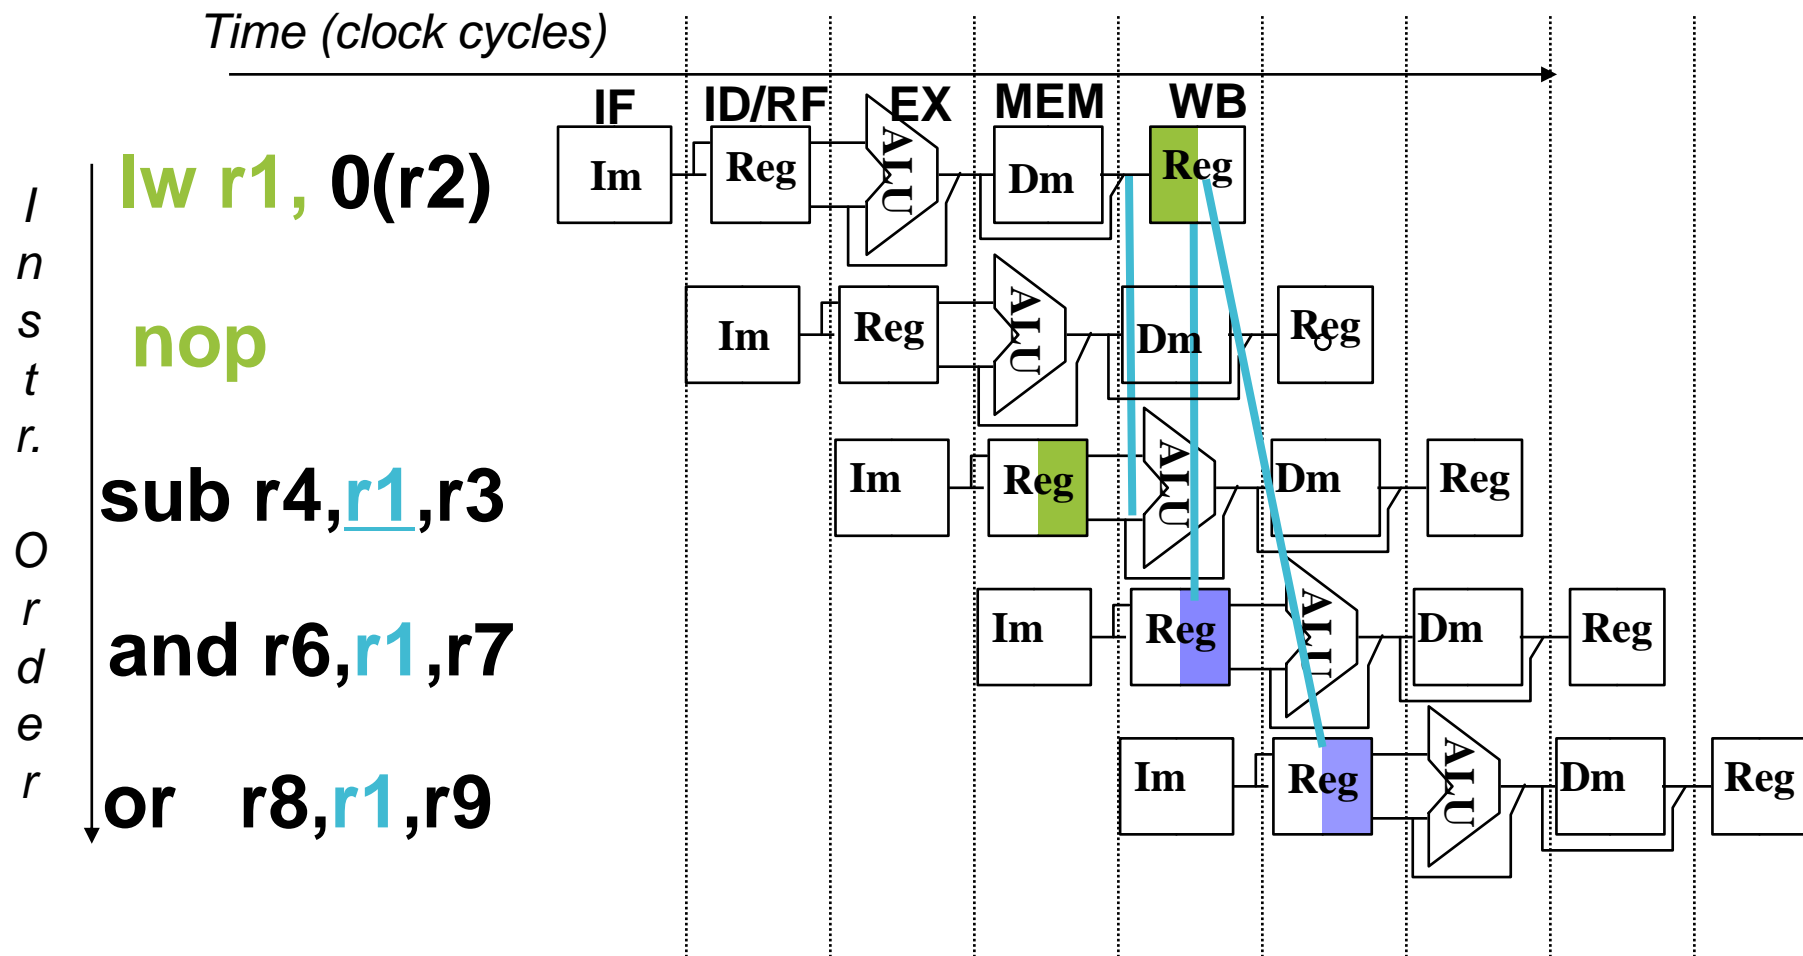 Time (clock cycles)
IF ID/RF EX MEM WB
Instr. Order
lw r1, 0(r2)
Im Reg ALU Dm Reg
nop
Im Reg ALU Dm Reg
sub r4,r1,r3
Im Reg ALU Dm Reg
and r6,r1,r7
Im Reg ALU Dm Reg
or r8,r1,r9
Im Reg ALU Dm Reg